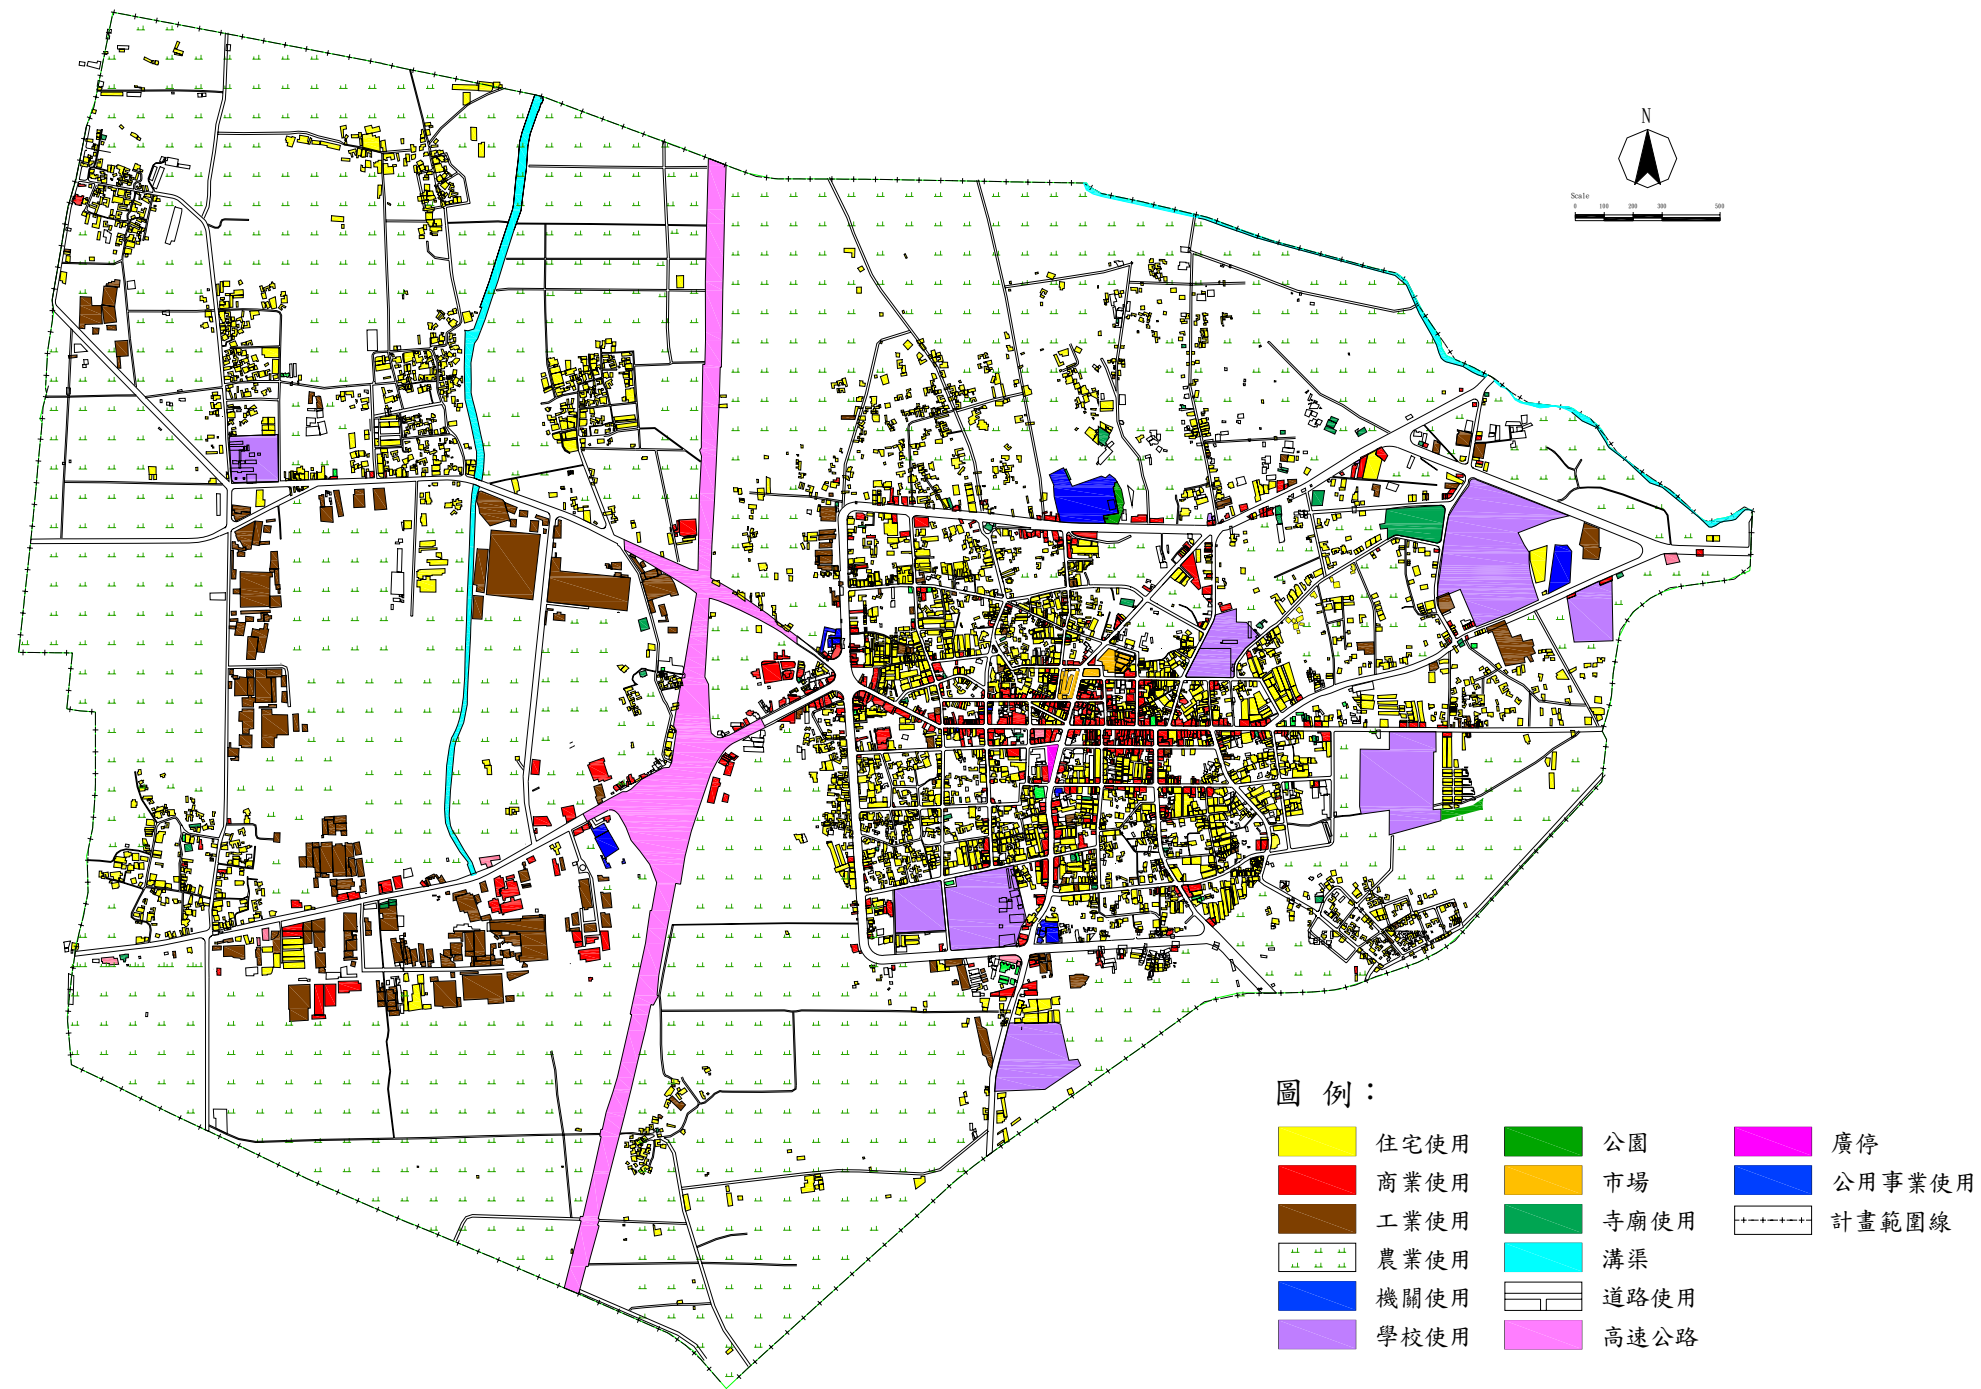 N
Scale
0 100 200 300 500
圖 例：
住宅使用 公園 廣停
商業使用 市場 公用事業使用
工業使用 寺廟使用 計畫範圍線
農業使用 溝渠
機關使用 道路使用
學校使用 高速公路